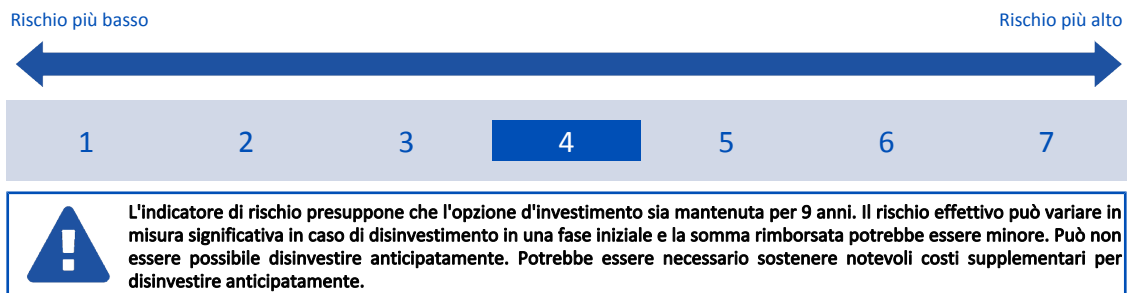 Rischio più basso Rischio più alto
1 2 3 4 5 6 7
L'indicatore di rischio presuppone che l'opzione d'investimento sia mantenuta per 9 anni. Il rischio effettivo può variare in
misura significativa in caso di disinvestimento in una fase iniziale e la somma rimborsata potrebbe essere minore. Può non
essere possibile disinvestire anticipatamente. Potrebbe essere necessario sostenere notevoli costi supplementari per
disinvestire anticipatamente.